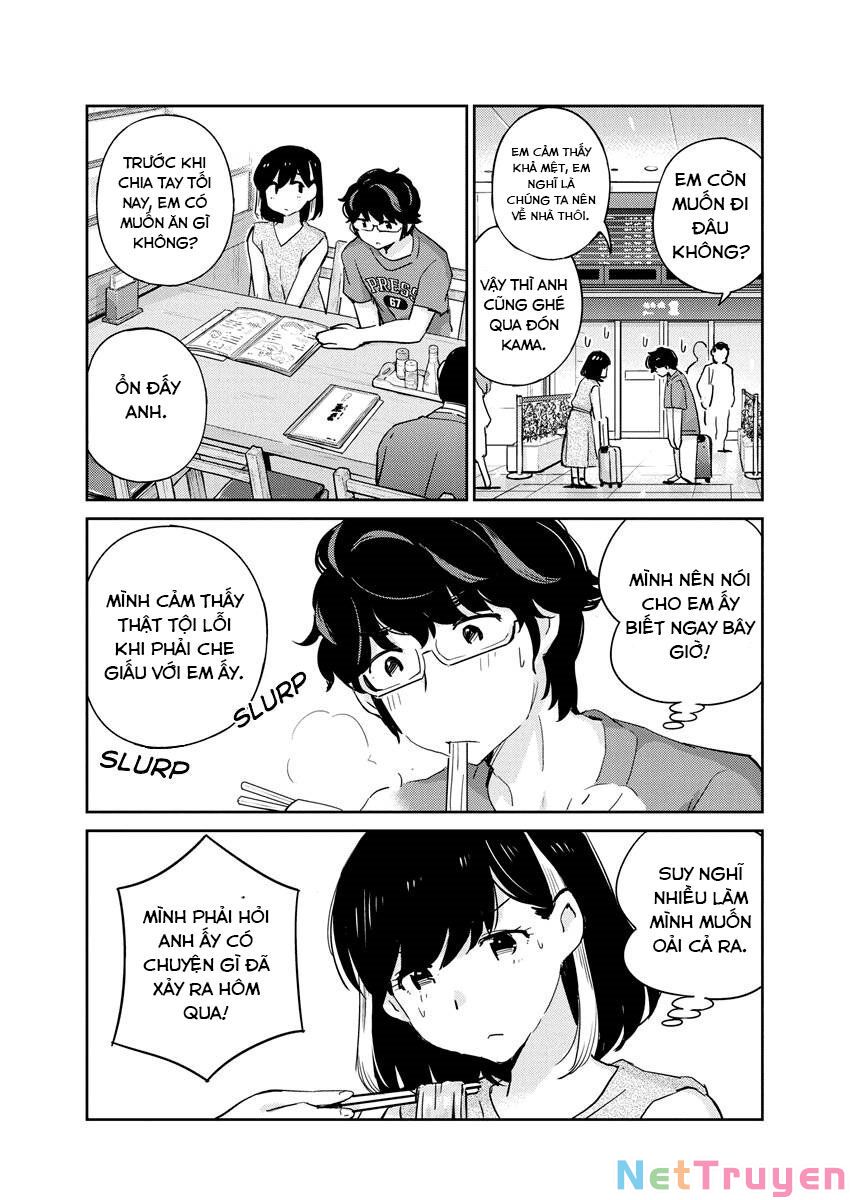 EM CÒN
MUỐN ĐI
ĐÂU
KHÔNG?
EM CẢM THẤY
KHẢ MỆT, EM
NGHĨ LÀ
CHÚNG TA NÊN
VỀ NHÀ THÔI.
VẬY THÌ ANH
CŨNG GHÉ
QUA ĐÓN
KAMA.
TRƯỚC KHI
CHIA TAY TỐI
NAY, EM CÓ
MUỐN ĂN GÌ
KHÔNG?
PRESS
67
ỔN ĐẤY
ANH.
MÌNH NÊN NÓI
CHO EM ẤY
BIẾT NGAY BÂY
GIỜ!
MÌNH CẢM THẤY
THẬT TỘI LỖI
KHI PHẢI CHE
GIẤU VỚI EM ẤY.
SLURP
SLURP
SUY NGHĨ
NHIỀU LÀM
MÌNH MUỐN
OẢI CẢ RA.
MÌNH PHẢI HỎI
ANH ẤY CÓ
CHUYỆN GÌ ĐÃ
XẢY RA HÔM
QUA!
NetTruyen